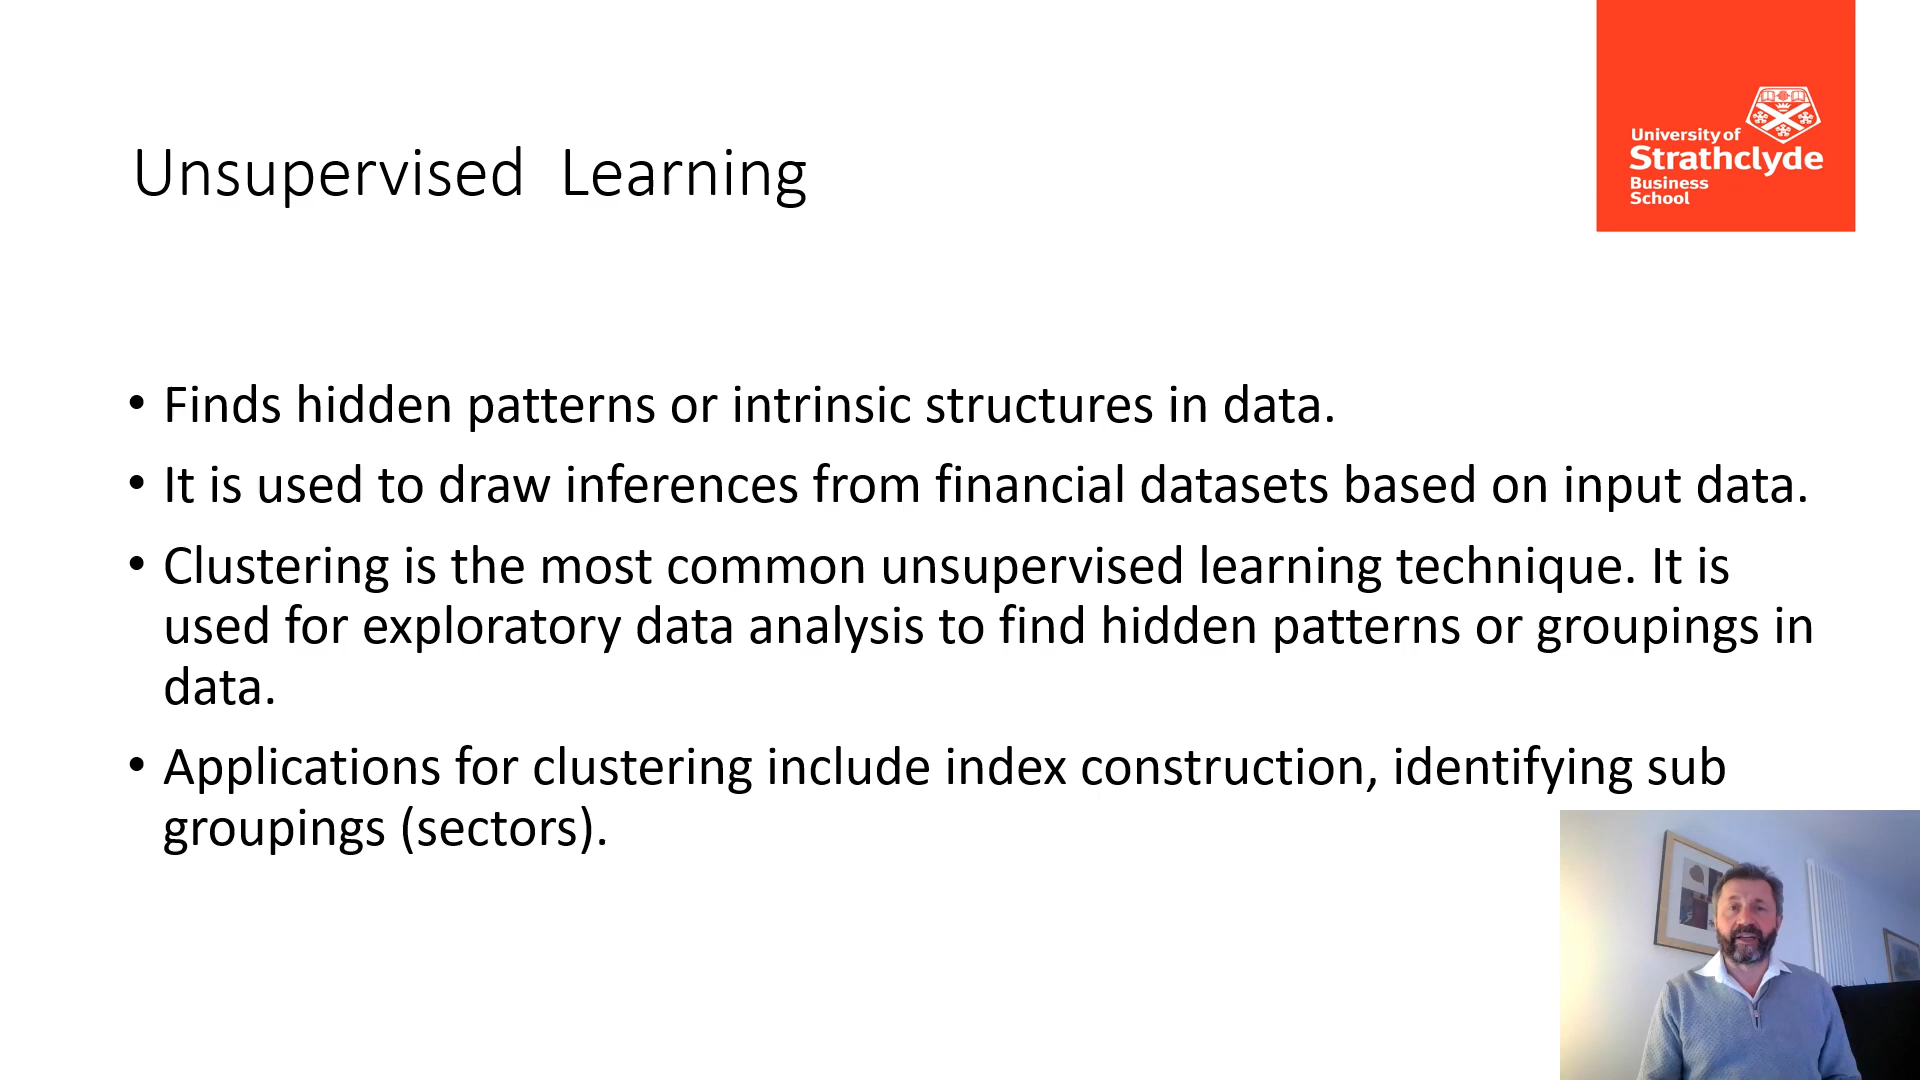 University of
Strathclyde
Business
School
Unsupervised Learning
• Finds hidden patterns or intrinsic structures in data.
• It is used to draw inferences from financial datasets based on input data.
• Clustering is the most common unsupervised learning technique. It is
used for exploratory data analysis to find hidden patterns or groupings in
data.
• Applications for clustering include index construction, identifying sub
groupings (sectors).